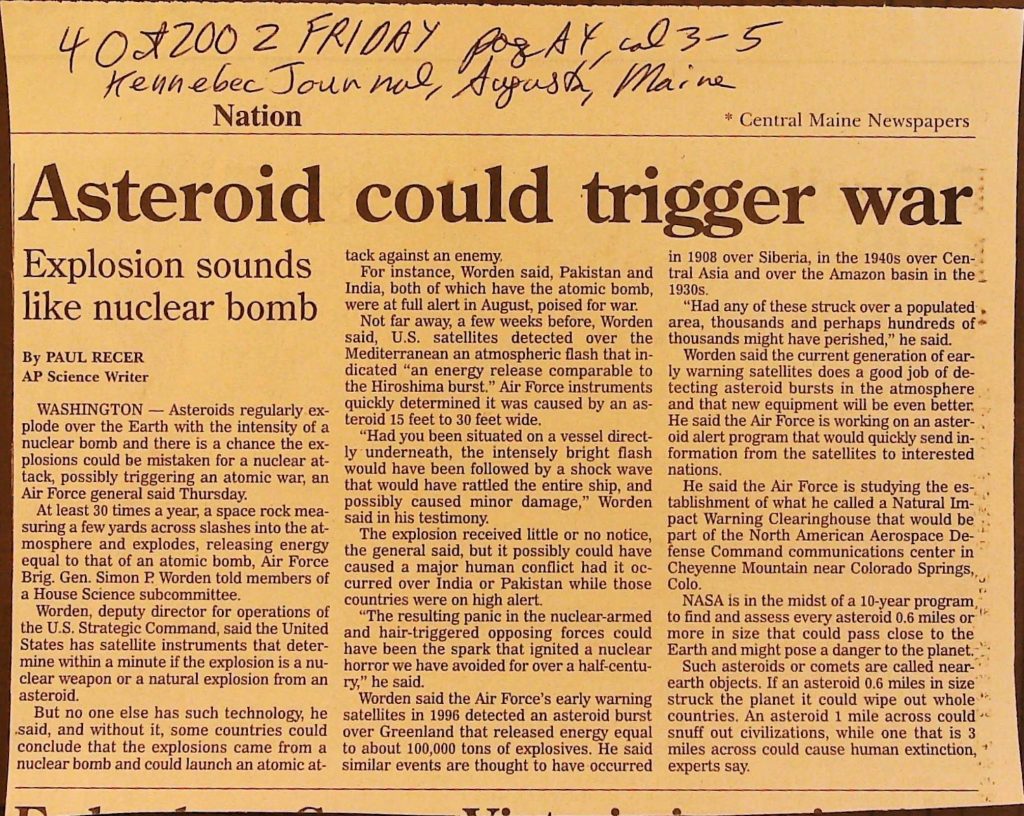 4 Oct 2002 FRIDAY pag A4, col 3-5
Kennebec Journal, Augusta, Maine
Nation
* Central Maine Newspapers
Asteroid could trigger war
Explosion sounds
like nuclear bomb
By PAUL RECER
AP Science Writer
WASHINGTON — Asteroids regularly ex-
plode over the Earth with the intensity of a
nuclear bomb and there is a chance the ex-
plosions could be mistaken for a nuclear at-
tack, possibly triggering an atomic war, an
Air Force general said Thursday.
At least 30 times a year, a space rock mea-
suring a few yards across slashes into the at-
mosphere and explodes, releasing energy
equal to that of an atomic bomb, Air Force
Brig. Gen. Simon P. Worden told members of
a House Science subcommittee.
Worden, deputy director for operations of
the U.S. Strategic Command, said the United
States has satellite instruments that deter-
mine within a minute if the explosion is a nu-
clear weapon or a natural explosion from an
asteroid.
But no one else has such technology, he
said, and without it, some countries could
conclude that the explosions came from a
nuclear bomb and could launch an atomic at-
tack against an enemy.
For instance, Worden said, Pakistan and
India, both of which have the atomic bomb,
were at full alert in August, poised for war.
Not far away, a few weeks before, Worden
said, U.S. satellites detected over the
Mediterranean an atmospheric flash that in-
dicated “an energy release comparable to
the Hiroshima burst.” Air Force instruments
quickly determined it was caused by an as-
teroid 15 feet to 30 feet wide.
“Had you been situated on a vessel direct-
ly underneath, the intensely bright flash
would have been followed by a shock wave
that would have rattled the entire ship, and
possibly caused minor damage,” Worden
said in his testimony.
The explosion received little or no notice,
the general said, but it possibly could have
caused a major human conflict had it oc-
curred over India or Pakistan while those
countries were on high alert.
“The resulting panic in the nuclear-armed
and hair-triggered opposing forces could
have been the spark that ignited a nuclear
horror we have avoided for over a half-centu-
ry,” he said.
Worden said the Air Force’s early warning
satellites in 1996 detected an asteroid burst
over Greenland that released energy equal
to about 100,000 tons of explosives. He said
similar events are thought to have occurred
in 1908 over Siberia, in the 1940s over Cen-
tral Asia and over the Amazon basin in the
1930s.
“Had any of these struck over a populated
area, thousands and perhaps hundreds of
thousands might have perished,” he said.
Worden said the current generation of ear-
ly warning satellites does a good job of de-
tecting asteroid bursts in the atmosphere
and that new equipment will be even better.
He said the Air Force is working on an aster-
oid alert program that would quickly send in-
formation from the satellites to interested
nations.
He said the Air Force is studying the es-
tablishment of what he called a Natural Im-
pact Warning Clearinghouse that would be
part of the North American Aerospace De-
fense Command communications center in
Cheyenne Mountain near Colorado Springs,
Colo.
NASA is in the midst of a 10-year program
to find and assess every asteroid 0.6 miles or
more in size that could pass close to the
Earth and might pose a danger to the planet.
Such asteroids or comets are called near-
earth objects. If an asteroid 0.6 miles in size
struck the planet it could wipe out whole
countries. An asteroid 1 mile across could
snuff out civilizations, while one that is 3
miles across could cause human extinction,
experts say.